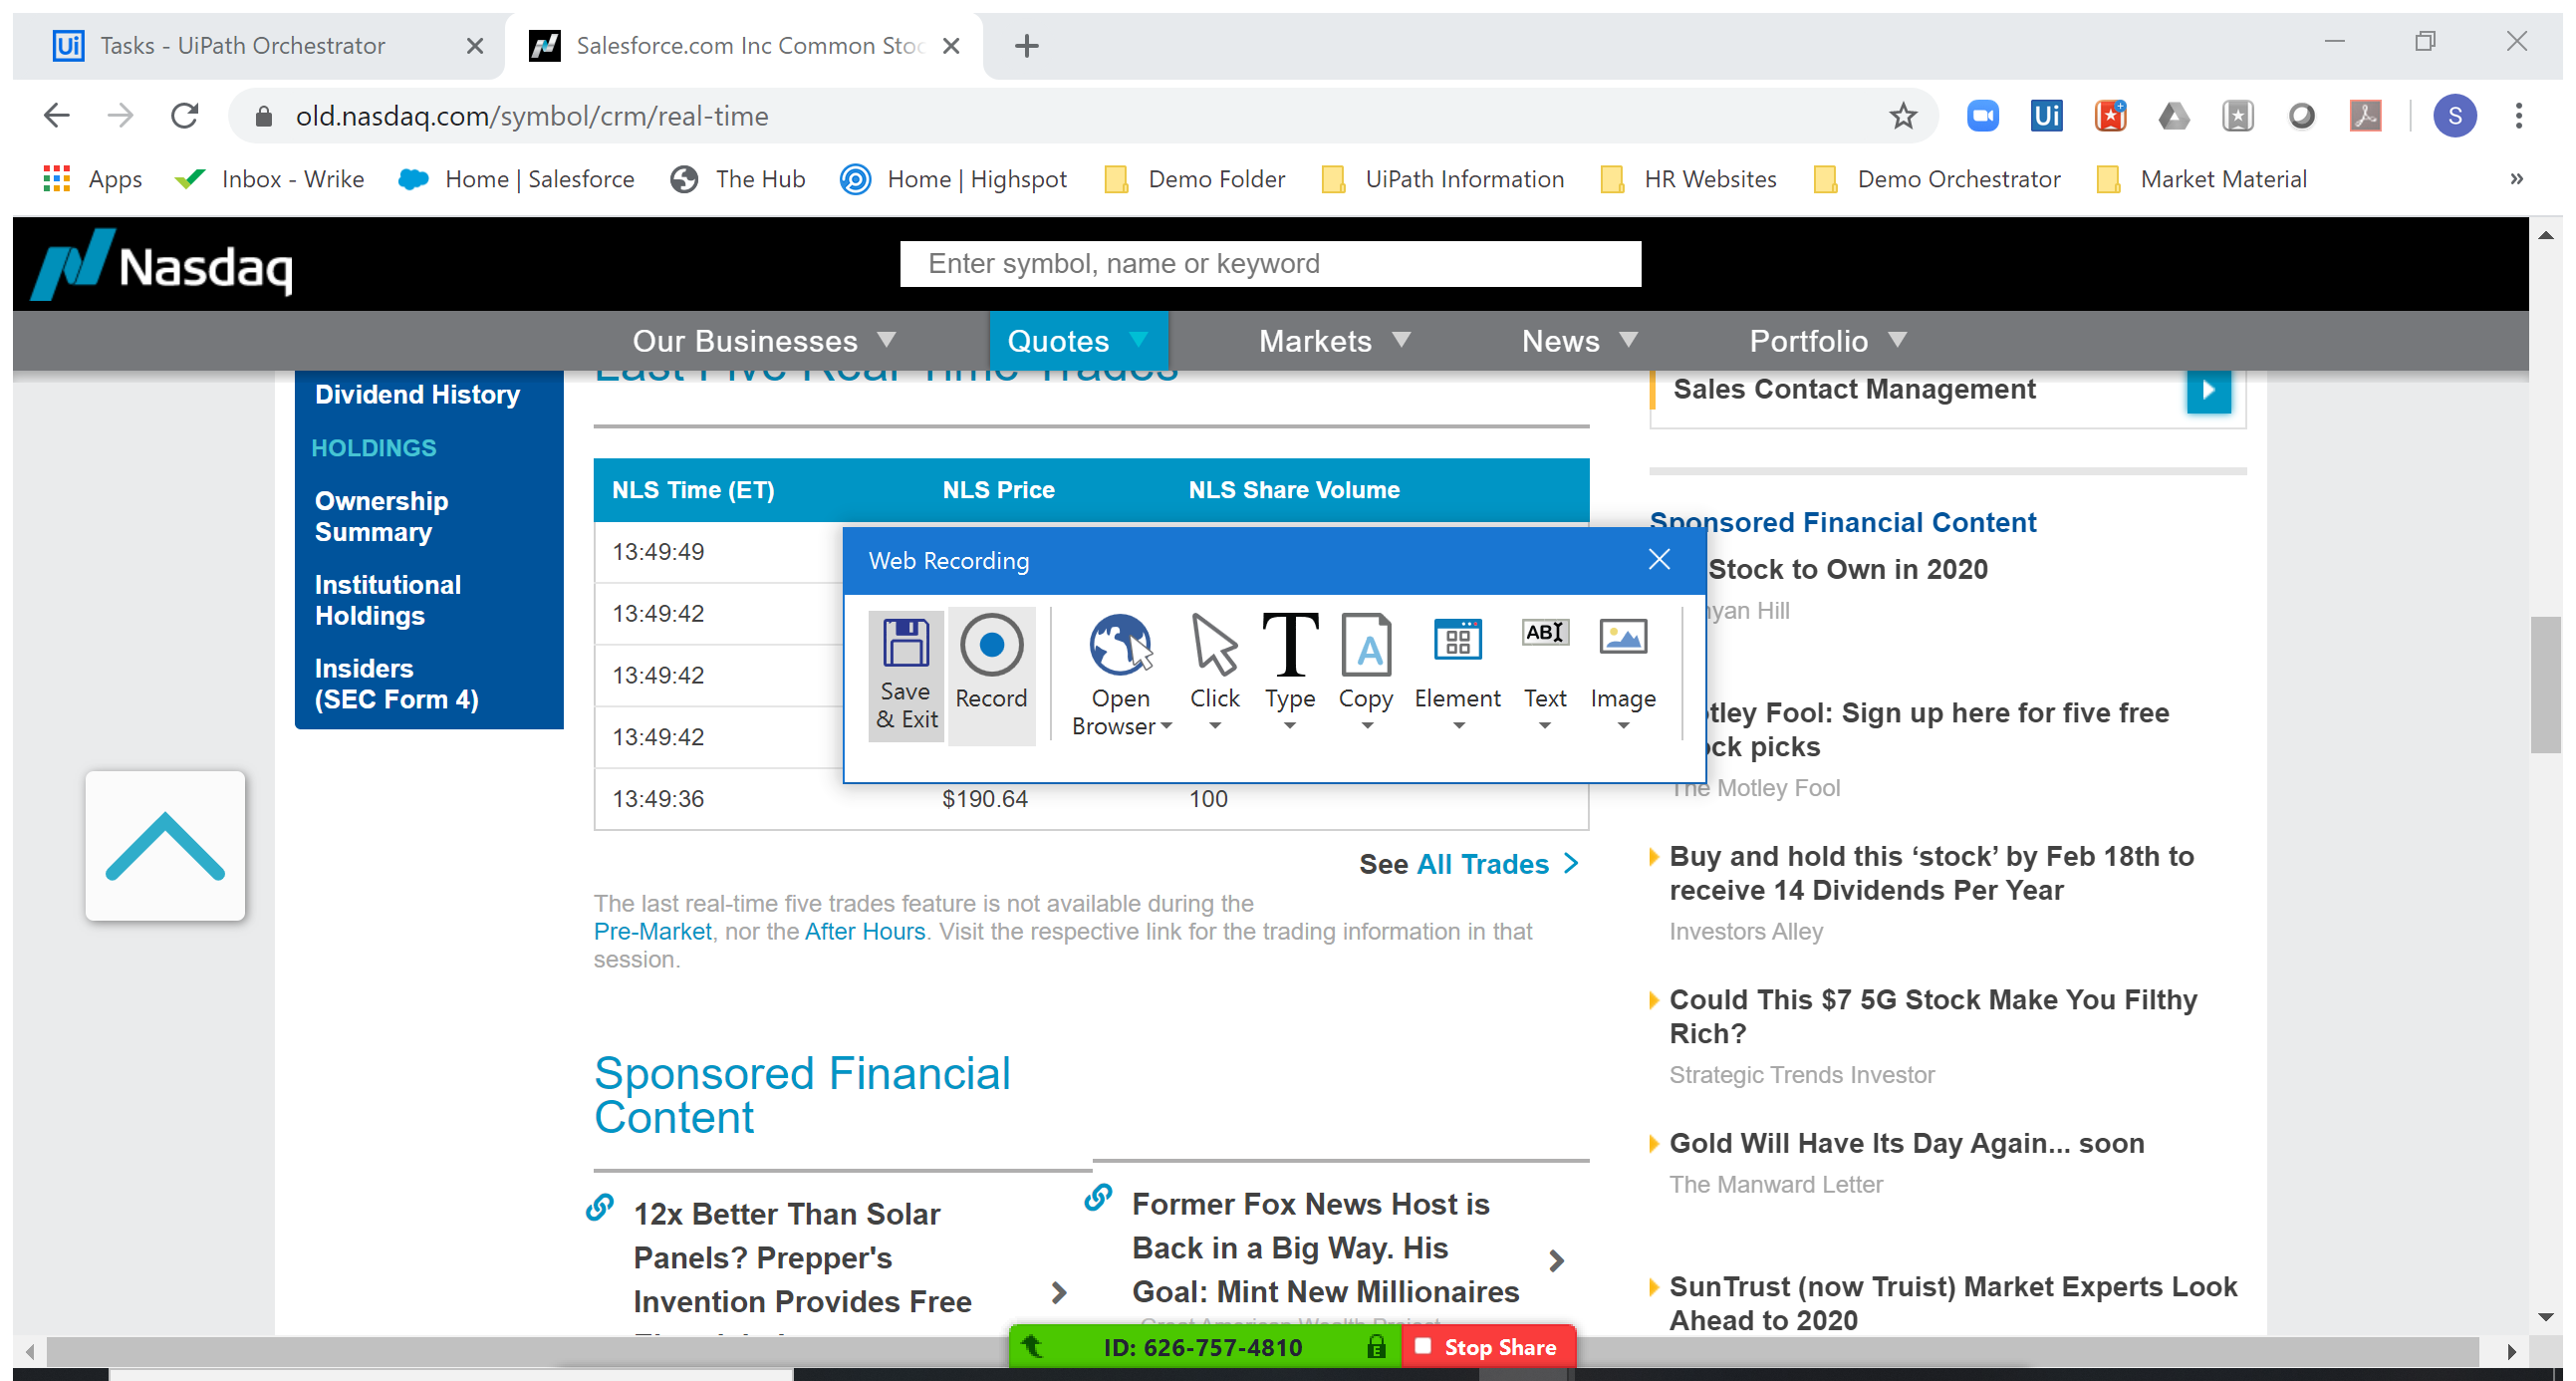 Tasks - UiPath Orchestrator
Salesforce.com Inc Common Stoc
old.nasdaq.com/symbol/crm/real-time
Ui
S
Apps
Inbox - Wrike
Home | Salesforce
The Hub
Home | Highspot
Demo Folder
UiPath Information
HR Websites
Demo Orchestrator
Market Material
»
Nasdaq
Enter symbol, name or keyword
Our Businesses
Quotes
Markets
News
Portfolio
Last Five Real-Time Trades
Dividend History
HOLDINGS
Ownership
Summary
Institutional
Holdings
Insiders
(SEC Form 4)
NLS Time (ET) NLS Price NLS Share Volume
13:49:49
13:49:42
13:49:42
13:49:42
13:49:36 $190.64 100
Web Recording
Save
& Exit
Record
Open
Browser
Click
Type
Copy
Element
Text
Image
See All Trades
The last real-time five trades feature is not available during the
Pre-Market, nor the After Hours. Visit the respective link for the trading information in that
session.
Sponsored Financial
Content
12x Better Than Solar
Panels? Prepper's
Invention Provides Free
Former Fox News Host is
Back in a Big Way. His
Goal: Mint New Millionaires
Great American Wealth Project
Sales Contact Management
Sponsored Financial Content
Stock to Own in 2020
nyan Hill
tley Fool: Sign up here for five free
ck picks
The Motley Fool
Buy and hold this ‘stock’ by Feb 18th to
receive 14 Dividends Per Year
Investors Alley
Could This $7 5G Stock Make You Filthy
Rich?
Strategic Trends Investor
Gold Will Have Its Day Again... soon
The Manward Letter
SunTrust (now Truist) Market Experts Look
Ahead to 2020
ID: 626-757-4810
Stop Share